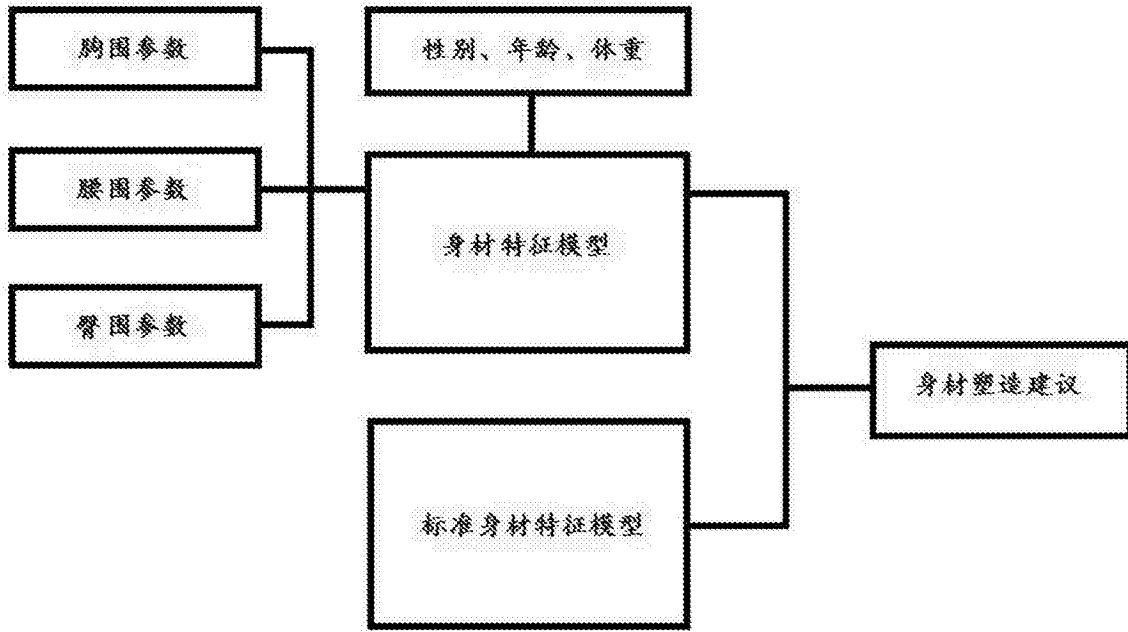 胸围参数
性别、年龄、体重
腰围参数
身材特征模型
臀围参数
身材塑造建议
标准身材特征模型